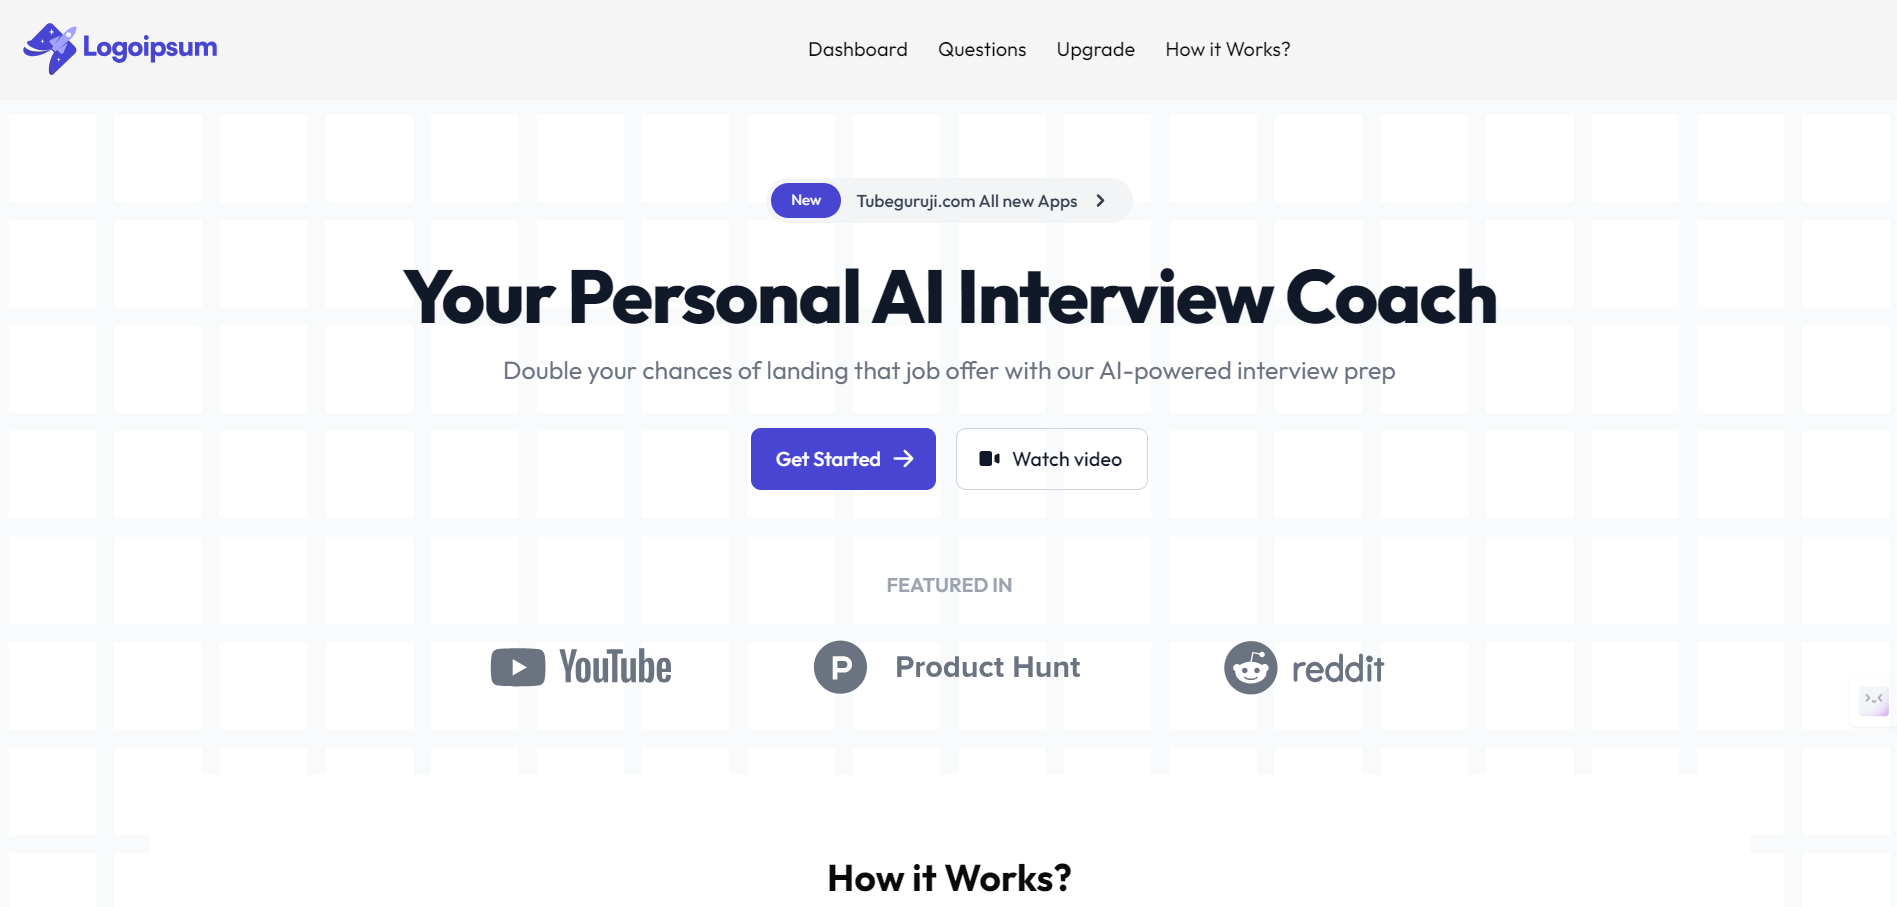 Logoipsum
Dashboard Questions Upgrade How it Works?
New Tubeguruji.com All new Apps
Your Personal AI Interview Coach
Double your chances of landing that job offer with our AI-powered interview prep
Get Started Watch video
FEATURED IN
YouTube Product Hunt reddit
How it Works?